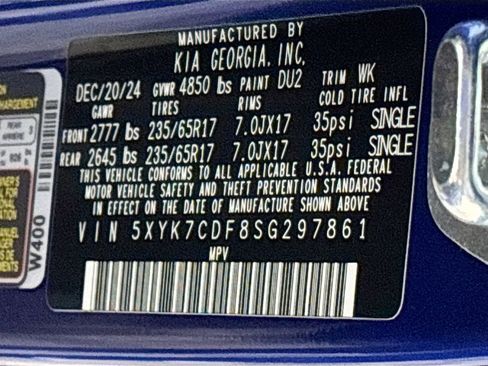 MANUFACTURED BY
KIA GEORGIA, INC.
DEC/20/24 GVWR 4850 lbs PAINT DU2 TRIM WK
GAWR TIRES RIMS COLD TIRE INFL
FRONT 2777 lbs 235/65R17 7.0JX17 35psi SINGLE
REAR 2645 lbs 235/65R17 7.0JX17 35psi SINGLE
THIS VEHICLE CONFORMS TO ALL APPLICABLE U.S.A. FEDERAL
MOTOR VEHICLE SAFETY AND THEFT PREVENTION STANDARDS
IN EFFECT ON THE DATE OF MANUFACTURE SHOWN ABOVE
VIN 5XYK7CDF8SG297861
MPV
REAR
3
W400